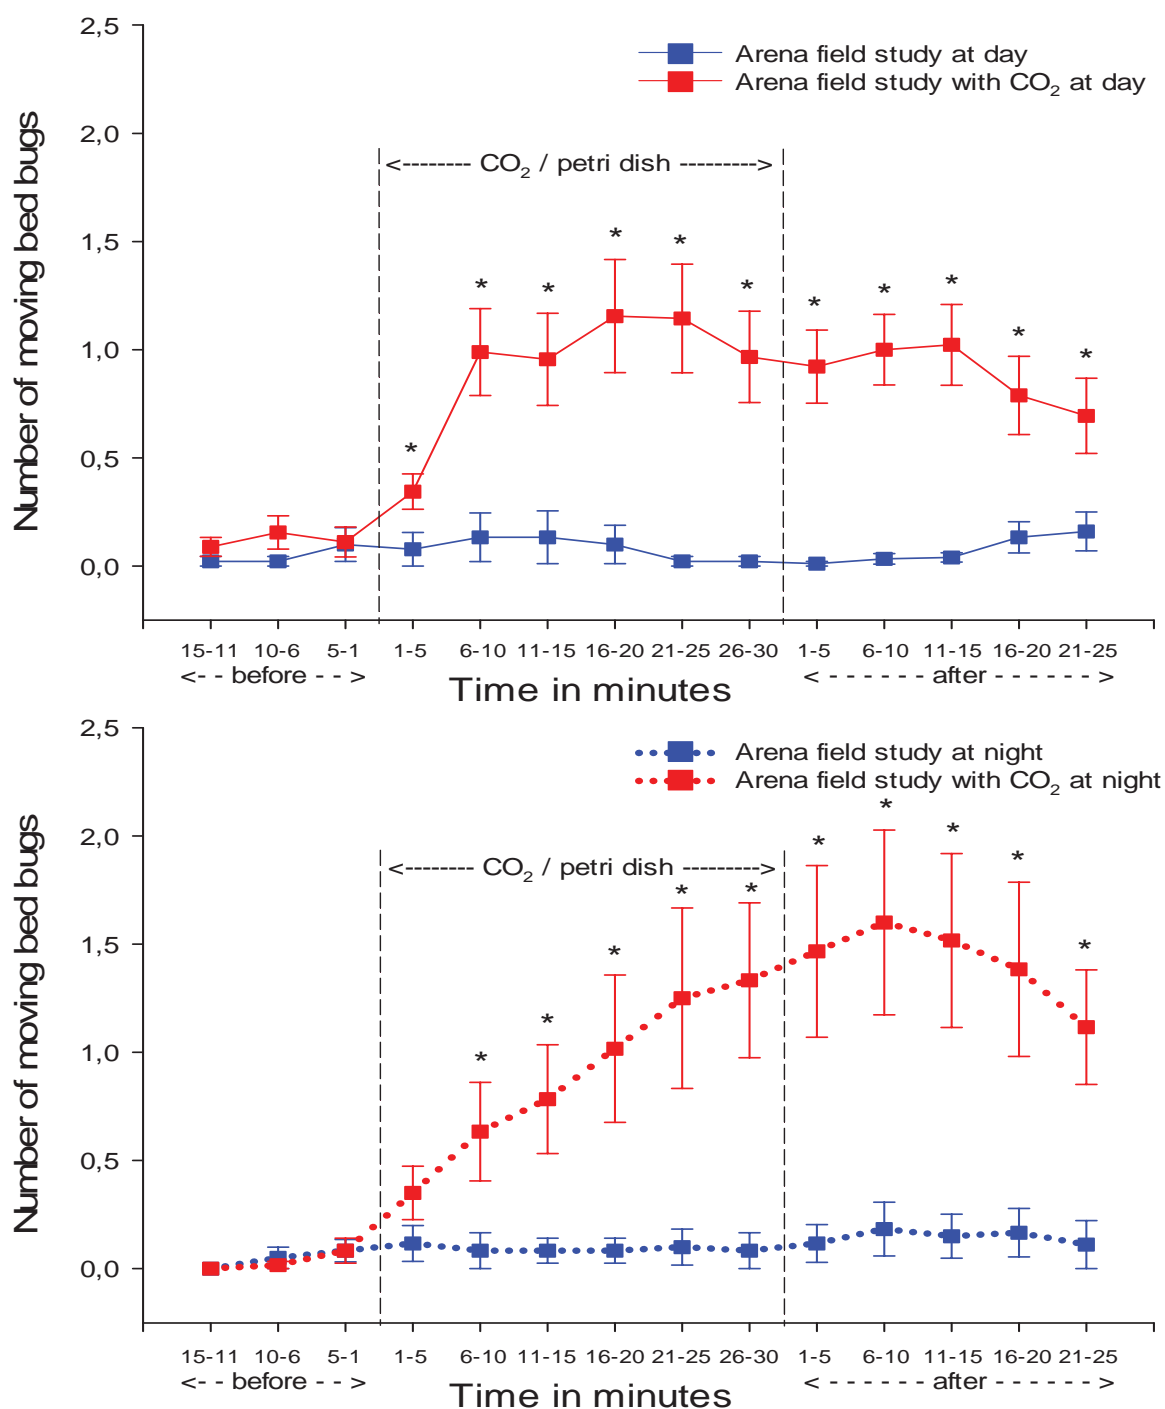 2,5
Arena field study at day
Arena field study with CO2 at day
2,0
<-------- CO2 / petri dish -------->
1,5
* * * * * * * * * * *
1,0
0,5
*
0,0
Number of moving bed bugs
15-11 10-6 5-1 1-5 6-10 11-15 16-20 21-25 26-30 1-5 6-10 11-15 16-20 21-25
<-- before -->
<------ after ------>
Time in minutes
2,5
Arena field study at night
Arena field study with CO2 at night
2,0
<-------- CO2 / petri dish -------->
* * * * * * * * * *
1,5
1,0
0,5
0,0
Number of moving bed bugs
15-11 10-6 5-1 1-5 6-10 11-15 16-20 21-25 26-30 1-5 6-10 11-15 16-20 21-25
<-- before -->
<------ after ------>
Time in minutes